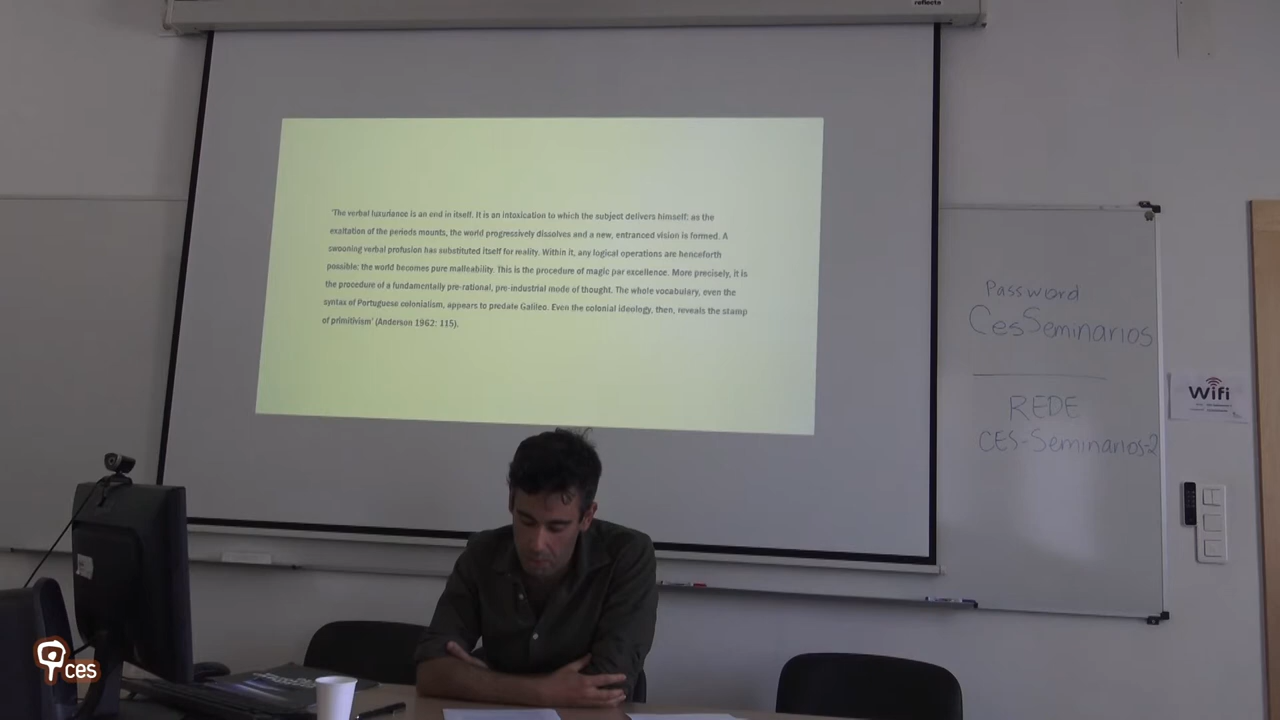 reflecta
'The verbal luxuriance is an end in itself. It is an intoxication to which the subject delivers himself; as the
exaltation of the periods mounts, the world progressively dissolves and a new, entranced vision is formed. A
swooning verbal profusion has substituted itself for reality. Within it, any logical operations are henceforth
possible; the world becomes pure malleability. This is the procedure of magic par excellence. More precisely, it is
the procedure of a fundamentally pre-rational, pre-industrial mode of thought. The whole vocabulary, even the
syntax of Portuguese colonialism, appears to predate Galileo. Even the colonial ideology, then, reveals the stamp
of primitivism' (Anderson 1962: 115).
Password
CesSeminarios
REDE
CES-Seminarios-2
Wifi
ces